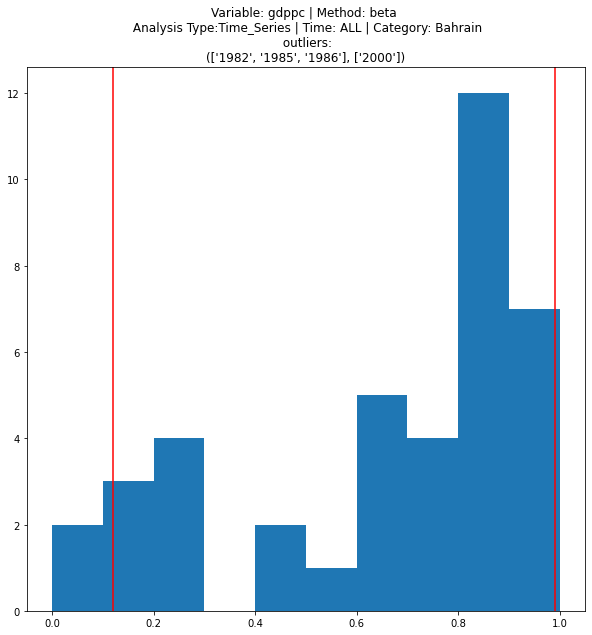 Variable: gdppc | Method: beta
Analysis Type:Time_Series | Time: ALL | Category: Bahrain
outliers:
(['1982', '1985', '1986'], ['2000'])
12
10
8
6
4
2
0
0.0 0.2 0.4 0.6 0.8 1.0